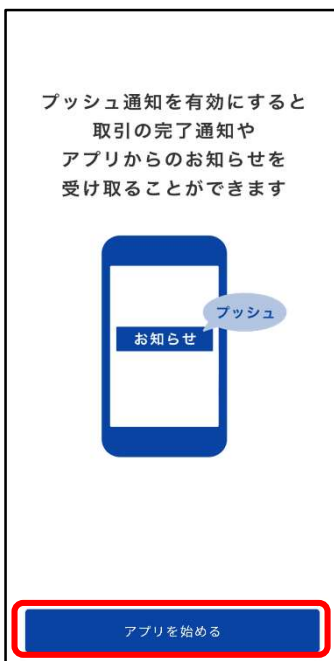 プッシュ通知を有効にすると
取引の完了通知や
アプリからのお知らせを
受け取ることができます
プッシュ
お知らせ
アプリを始める